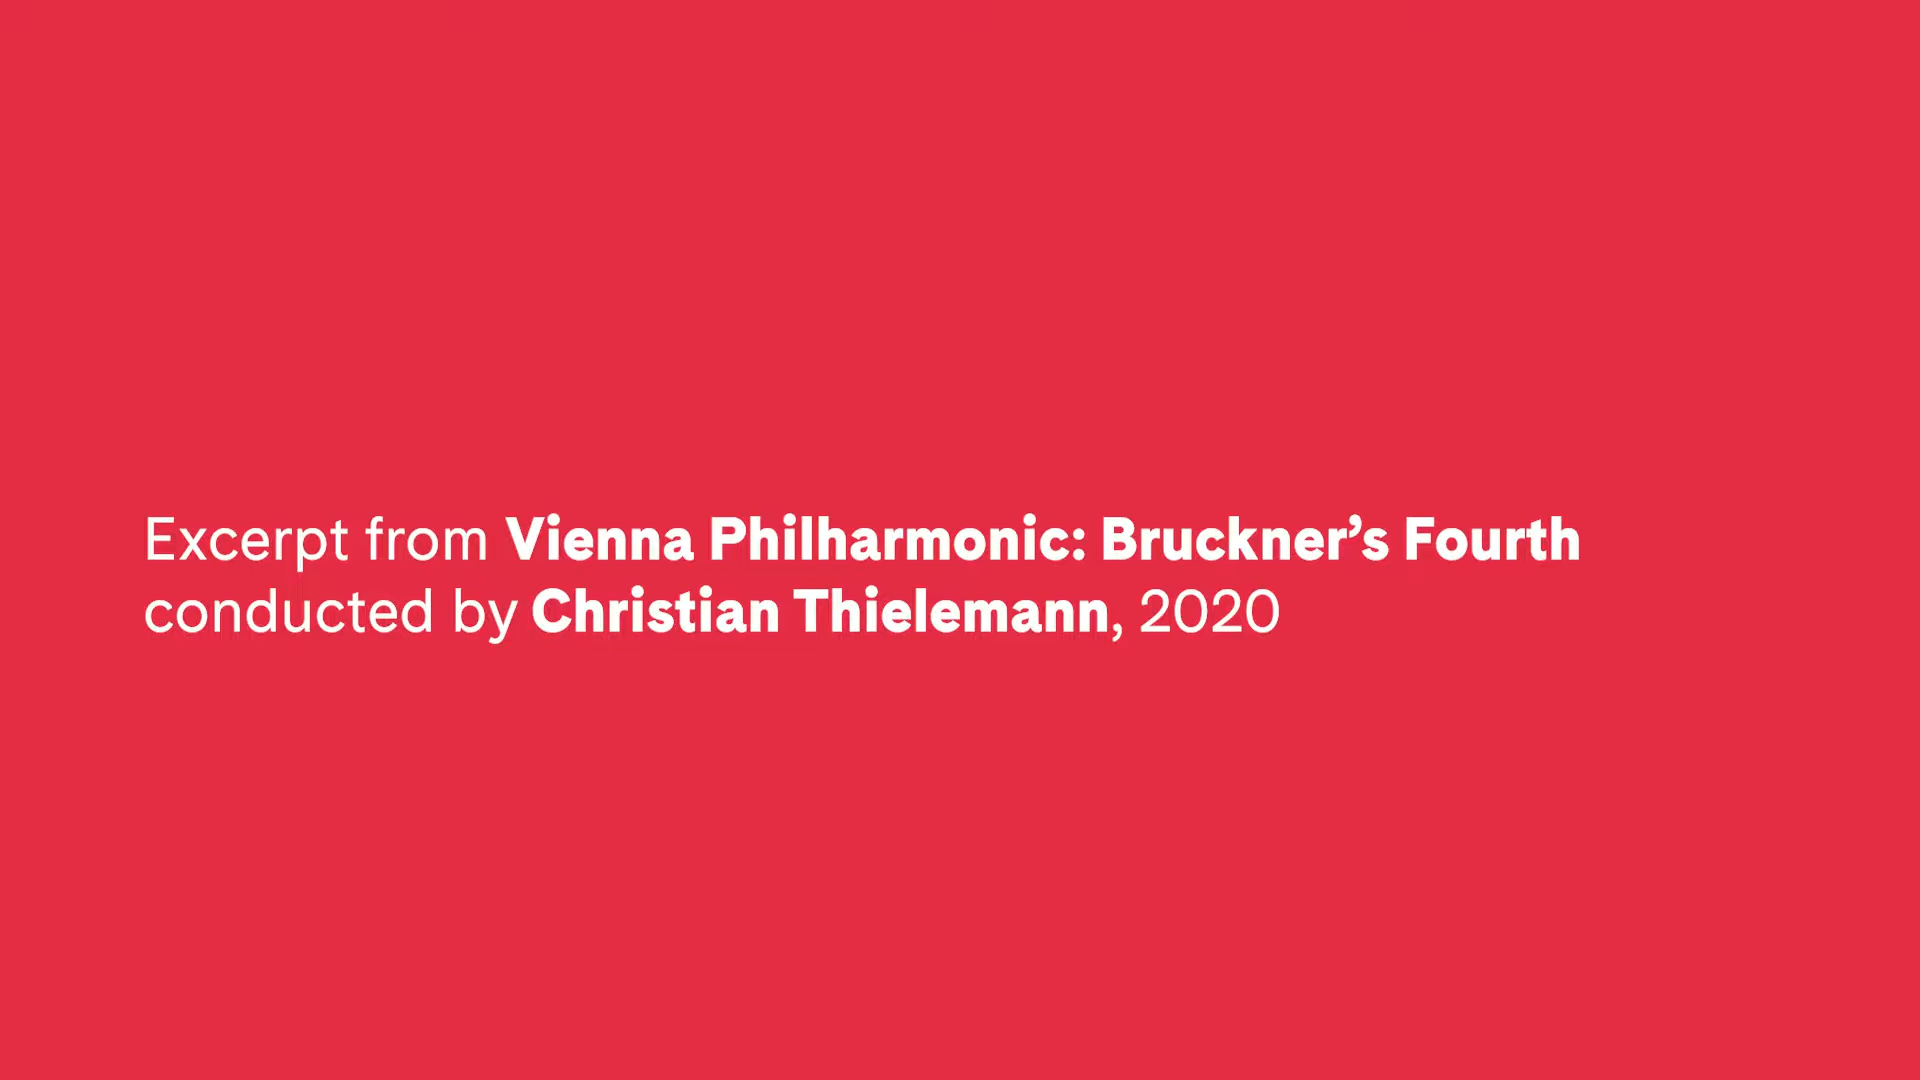 Excerpt from Vienna Philharmonic: Bruckner’s Fourth
conducted by Christian Thielemann, 2020